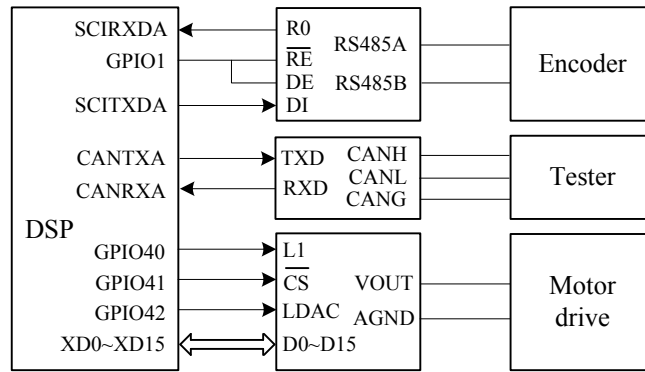 SCIRXDA R0
GPIO1 RE RS485A
DE RS485B Encoder
SCITXDA DI
CANTXA TXD CANH
CANRXA RXD CANL Tester
CANG
DSP
GPIO40 L1
GPIO41 CS VOUT Motor
GPIO42 LDAC AGND drive
XD0~XD15 D0~D15